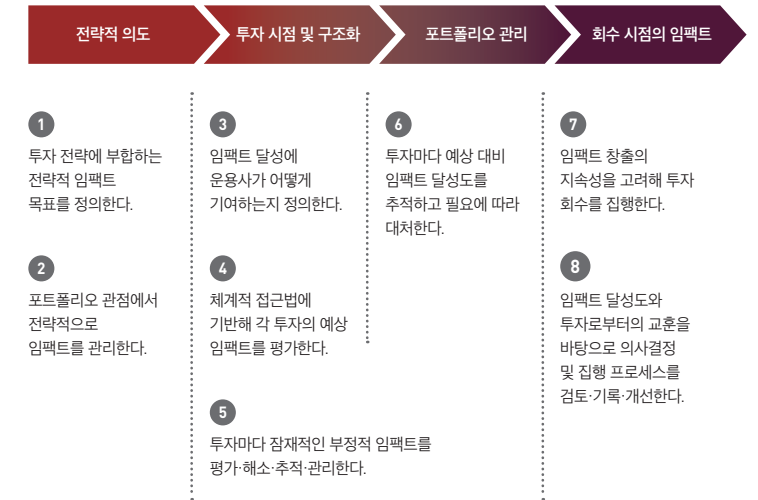 전략적 의도
투자 시점 및 구조화
포트폴리오 관리
회수 시점의 임팩트
1
투자 전략에 부합하는
전략적 임팩트
목표를 정의한다.
2
포트폴리오 관점에서
전략적으로
임팩트를 관리한다.
3
임팩트 달성에
운용사가 어떻게
기여하는지 정의한다.
4
체계적 접근법에
기반해 각 투자의 예상
임팩트를 평가한다.
5
투자마다 잠재적인 부정적 임팩트를
평가·해소·추적·관리한다.
6
투자마다 예상 대비
임팩트 달성도를
추적하고 필요에 따라
대처한다.
7
임팩트 창출의
지속성을 고려해 투자
회수를 집행한다.
8
임팩트 달성도와
투자로부터의 교훈을
바탕으로 의사결정
및 집행 프로세스를
검토·기록·개선한다.